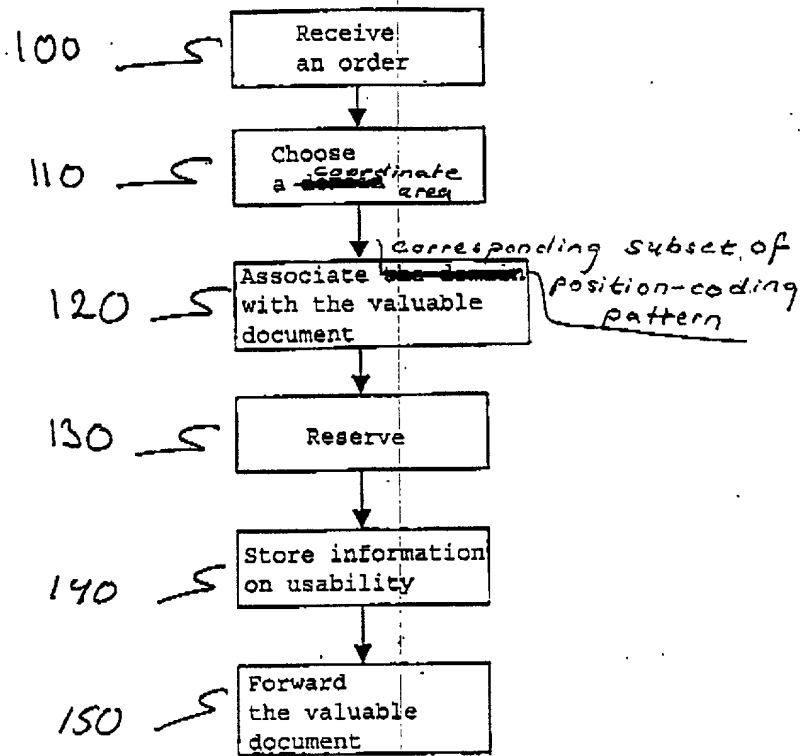 100
Receive
an order
110
Choose
a coordinate
area
corresponding subset of
120
Associate
position-coding
with the valuable
pattern
document
130
Reserve
140
Store information
on usability
150
Forward
the valuable
document